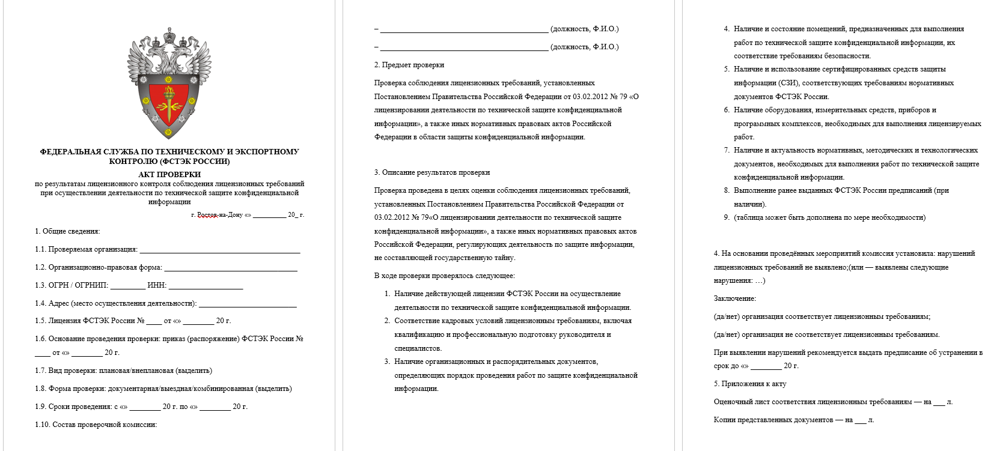 ФЕДЕРАЛЬНАЯ СЛУЖБА ПО ТЕХНИЧЕСКОМУ И ЭКСПОРТНОМУ
КОНТРОЛЮ (ФСТЭК РОССИИ)
АКТ ПРОВЕРКИ
по результатам лицензионного контроля соблюдения лицензионных требований
при осуществлении деятельности по технической защите конфиденциальной
информации
г. Ростов-на-Дону «» __________ 20_ г.
1. Общие сведения:
1.1. Проверяемая организация: _________________________________________
1.2. Организационно-правовая форма: __________________________________
1.3. ОГРН / ОГРНИП: _________ ИНН: ___________________
1.4. Адрес (место осуществления деятельности): _________________________
1.5. Лицензия ФСТЭК России № ____ от «» ________ 20 г.
1.6. Основание проведения проверки: приказ (распоряжение) ФСТЭК России №
____ от «» ________ 20 г.
1.7. Вид проверки: плановая/внеплановая (выделить)
1.8. Форма проверки: документарная/выездная/комбинированная (выделить)
1.9. Сроки проведения: с «» ________ 20 г. по «» ________ 20 г.
1.10. Состав проверочной комиссии:
– ___________________________________________ (должность, Ф.И.О.)
– ___________________________________________ (должность, Ф.И.О.)
2. Предмет проверки
Проверка соблюдения лицензионных требований, установленных
Постановлением Правительства Российской Федерации от 03.02.2012 № 79 «О
лицензировании деятельности по технической защите конфиденциальной
информации», а также иных нормативных правовых актов Российской
Федерации в области защиты конфиденциальной информации.
3. Описание результатов проверки
Проверка проведена в целях оценки соблюдения лицензионных требований,
установленных Постановлением Правительства Российской Федерации от
03.02.2012 № 79«О лицензировании деятельности по технической защите
конфиденциальной информации», а также иных нормативных правовых актов
Российской Федерации, регулирующих деятельность по защите информации,
не составляющей государственную тайну.
В ходе проверки проверялось следующее:
1. Наличие действующей лицензии ФСТЭК России на осуществление
деятельности по технической защите конфиденциальной информации.
2. Соответствие кадровых условий лицензионным требованиям, включая
квалификацию и профессиональную подготовку руководителя и
специалистов.
3. Наличие организационных и распорядительных документов,
определяющих порядок проведения работ по защите конфиденциальной
информации.
4. Наличие и состояние помещений, предназначенных для выполнения
работ по технической защите конфиденциальной информации, их
соответствие требованиям безопасности.
5. Наличие и использование сертифицированных средств защиты
информации (СЗИ), соответствующих требованиям нормативных
документов ФСТЭК России.
6. Наличие оборудования, измерительных средств, приборов и
программных комплексов, необходимых для выполнения лицензируемых
работ.
7. Наличие и актуальность нормативных, методических и технологических
документов, необходимых для выполнения работ по технической защите
конфиденциальной информации.
8. Выполнение ранее выданных ФСТЭК России предписаний (при
наличии).
9. (таблица может быть дополнена по мере необходимости)
4. На основании проведённых мероприятий комиссия установила: нарушений
лицензионных требований не выявлено;(или — выявлены следующие
нарушения: …)
Заключение:
(да/нет) организация соответствует лицензионным требованиям;
(да/нет) организация не соответствует лицензионным требованиям.
При выявлении нарушений рекомендуется выдать предписание об устранении в
срок до «» ________ 20 г.
5. Приложения к акту
Оценочный лист соответствия лицензионным требованиям — на ___ л.
Копии представленных документов — на ___ л.